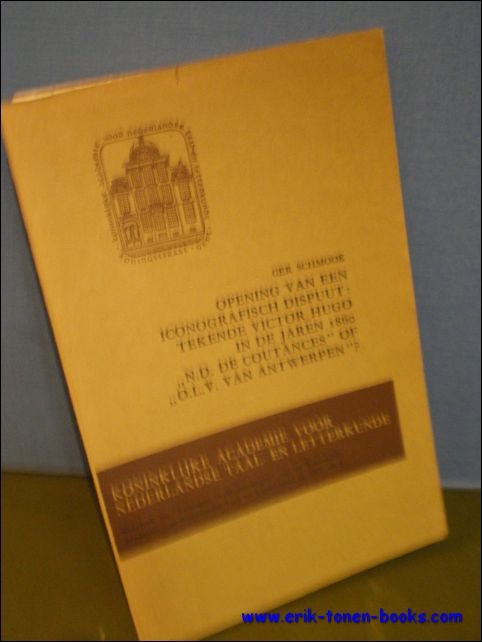 GER SCHMOOK
OPENING VAN EEN
ICONOGRAFISCH DISPUUT:
TEKENDE VICTOR HUGO
IN DE JAREN 1860
„N.D. DE COUTANCES” OF
„O.L.V. VAN ANTWERPEN”?
KONINKLIJKE ACADEMIE VOOR
NEDERLANDSE TAAL- EN LETTERKUNDE
www.erik-tonen-books.com